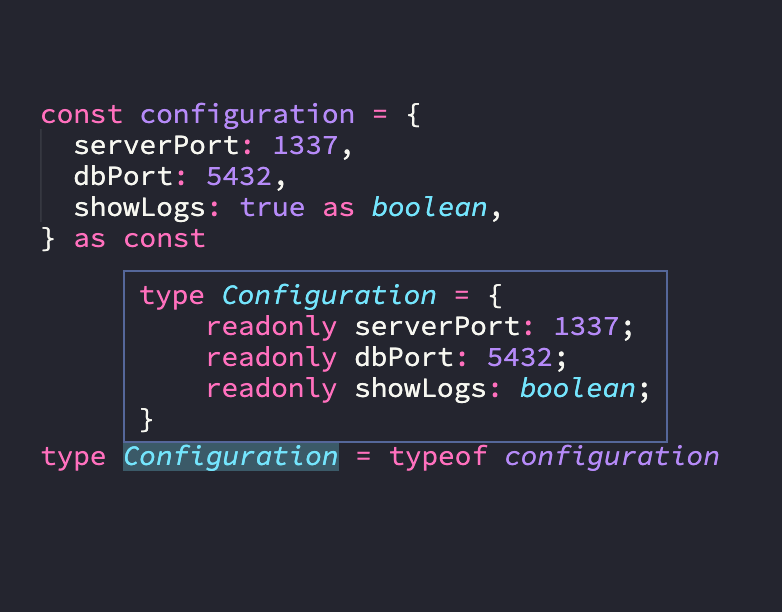 const configuration = {
  serverPort: 1337,
  dbPort: 5432,
  showLogs: true as boolean,
} as const
type Configuration = {
    readonly serverPort: 1337;
    readonly dbPort: 5432;
    readonly showLogs: boolean;
}
type Configuration = typeof configuration